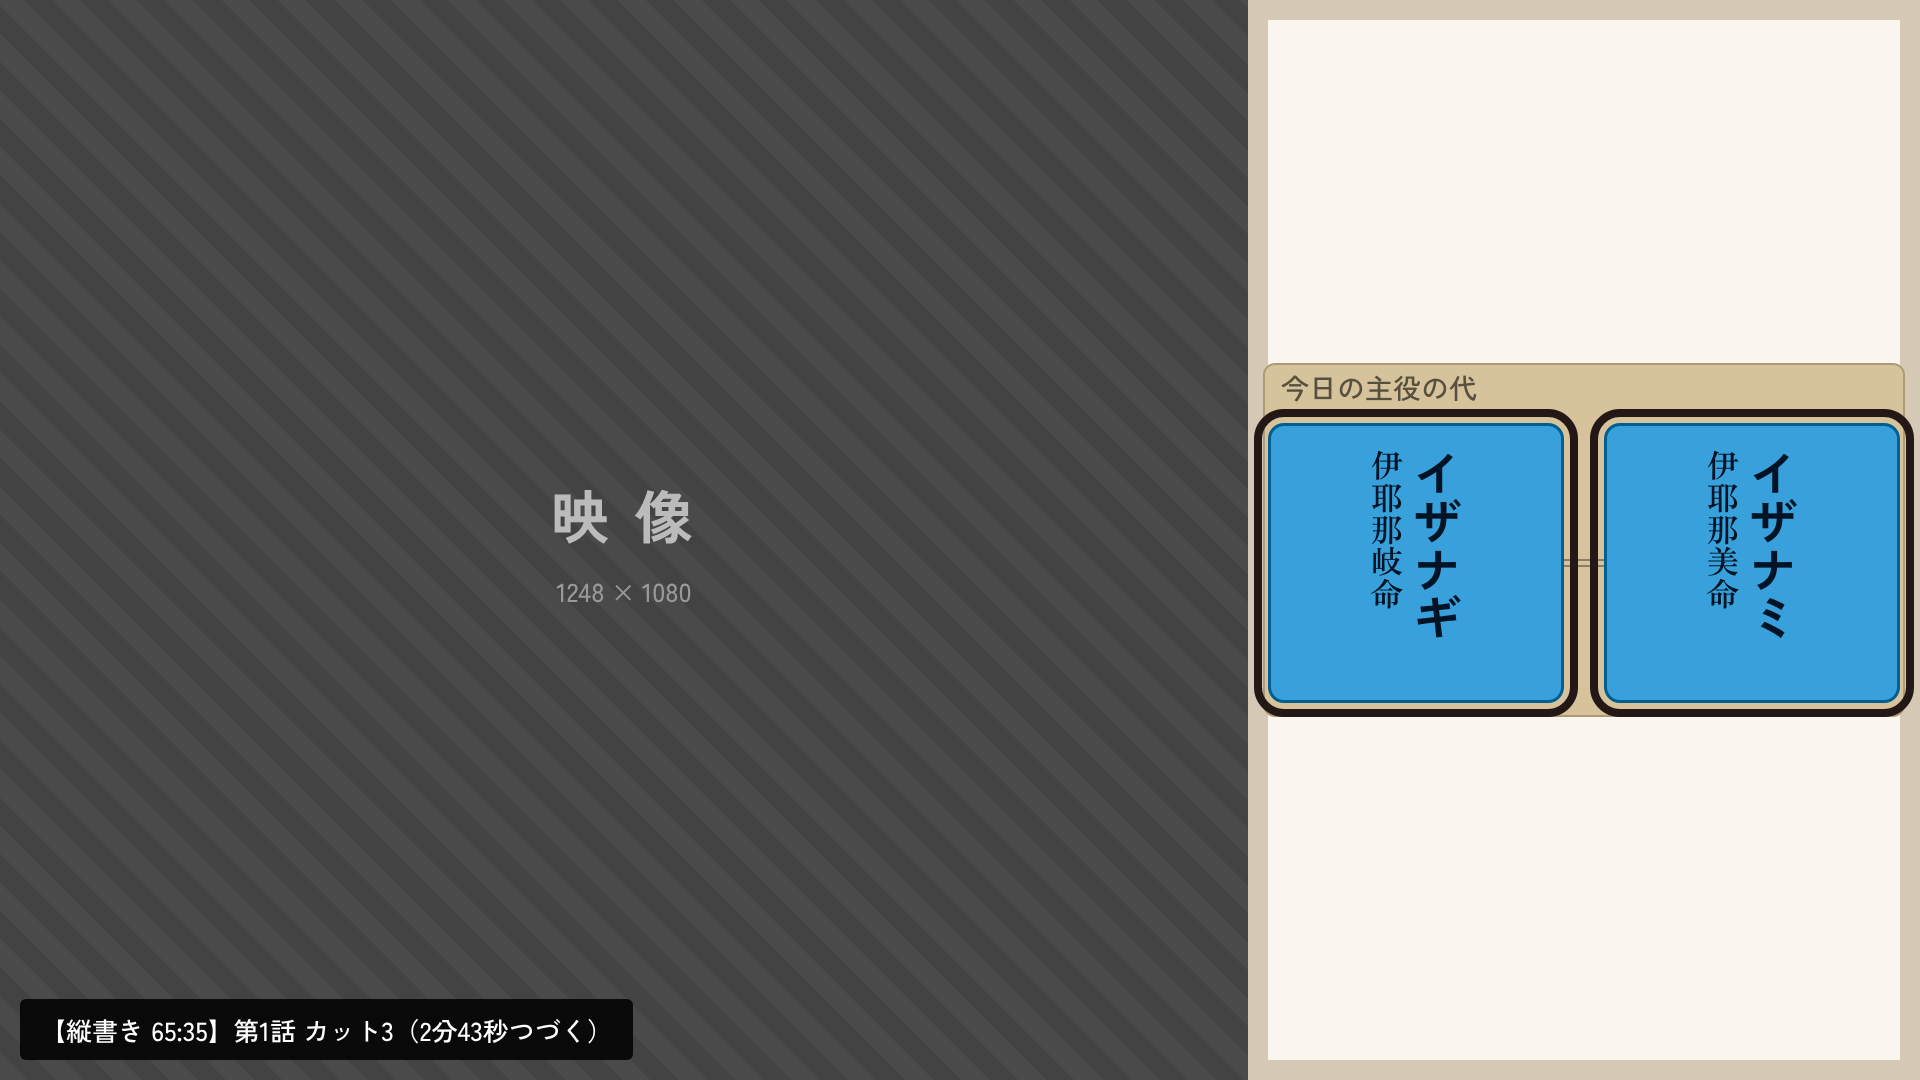 映像
1248 × 1080
【縦書き 65:35】第1話 カット3（2分43秒つづく）
今日の主役の代
イザナミ
伊耶那美命
イザナギ
伊耶那岐命